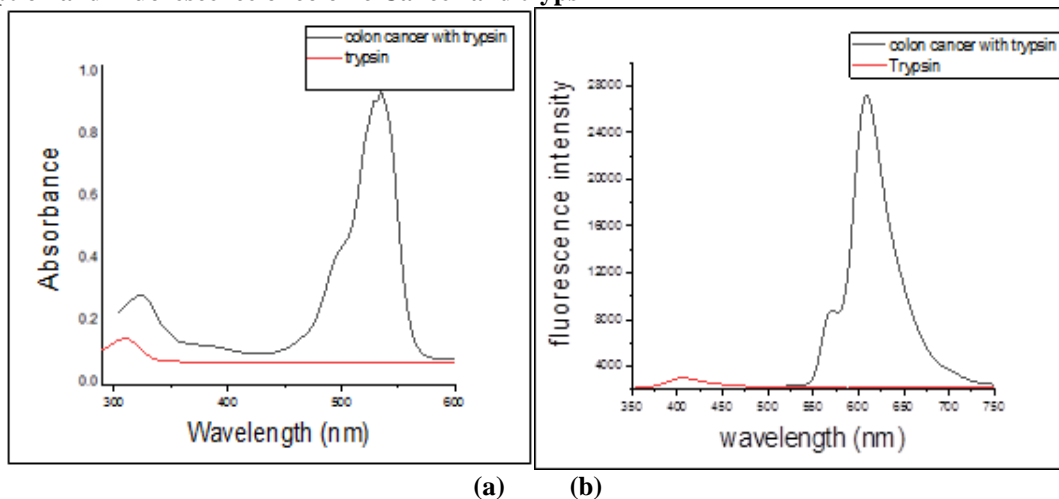 colon cancer with trypsin
trypsin
Absorbance
1.0
0.8
0.6
0.4
0.2
0.0
300 400 500 600
Wavelength (nm)
colon cancer with trypsin
Trypsin
fluorescence intensity
28000
24000
20000
16000
12000
8000
4000
350 400 450 500 550 600 650 700 750
wavelength (nm)
(a) (b)